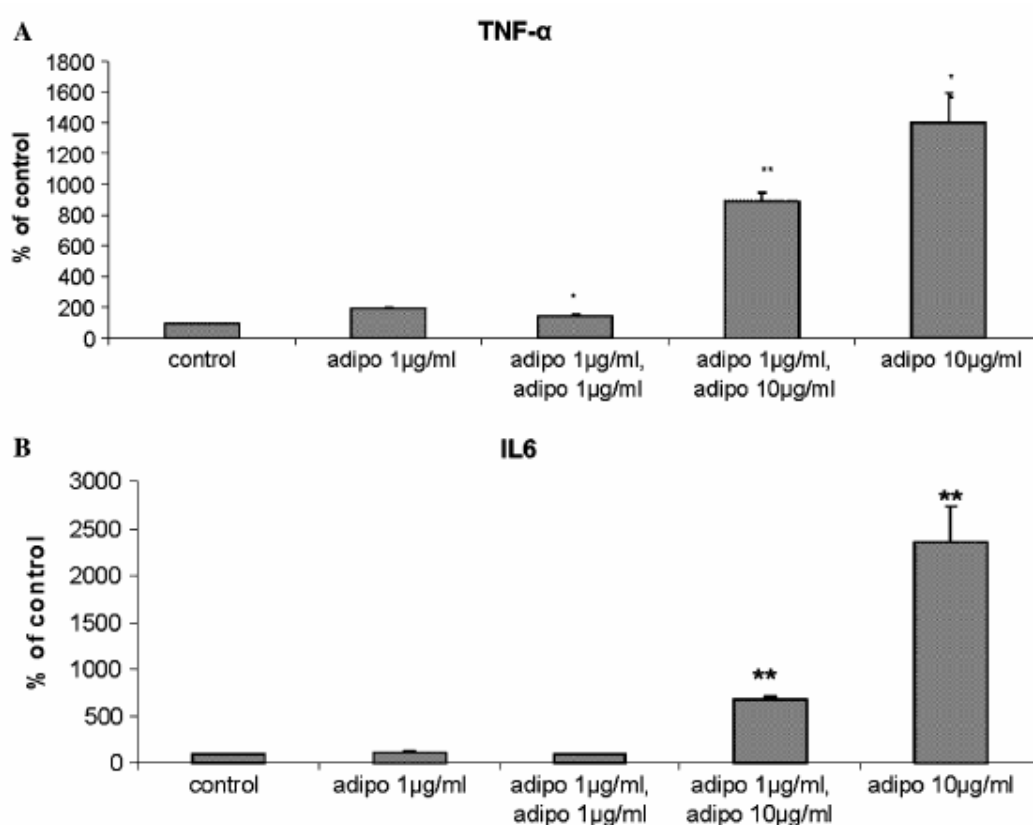 A
TNF-α
% of control
1800
1600
1400
1200
1000
800
600
400
200
0
*
**
*
control
adipo 1µg/ml
adipo 1µg/ml,
adipo 1µg/ml
adipo 1µg/ml,
adipo 10µg/ml
adipo 10µg/ml
B
IL6
% of control
3000
2500
2000
1500
1000
500
0
**
**
control
adipo 1µg/ml
adipo 1µg/ml,
adipo 1µg/ml
adipo 1µg/ml,
adipo 10µg/ml
adipo 10µg/ml